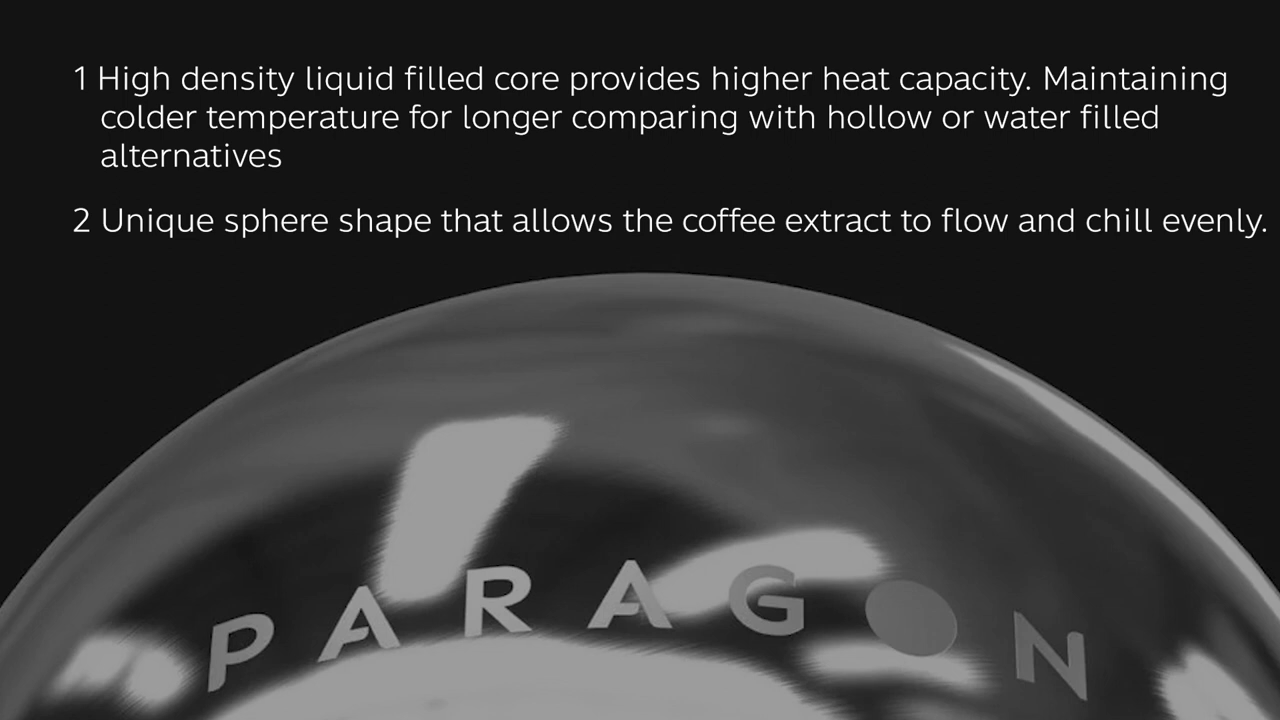 1 High density liquid filled core provides higher heat capacity. Maintaining
colder temperature for longer comparing with hollow or water filled
alternatives
2 Unique sphere shape that allows the coffee extract to flow and chill evenly.
PARAGON